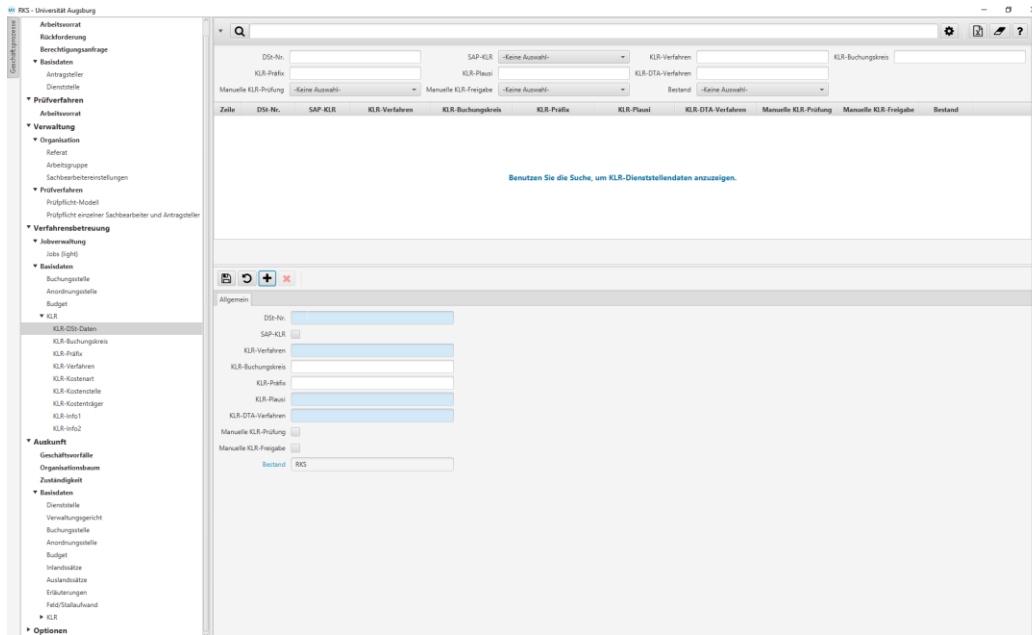 RKS - Universität Augsburg
Geschäftsprozesse
Arbeitsvorrat
Rückforderung
Berechtigungsanfrage
Basisdaten
Antragsteller
Dienststelle
Prüfverfahren
Arbeitsvorrat
Verwaltung
Organisation
Referat
Arbeitsgruppe
Sachbearbeitereinstellungen
Prüfverfahren
Prüfpflicht-Modell
Prüfpflicht einzelner Sachbearbeiter und Antragsteller
Verfahrensbetreuung
Jobverwaltung
Jobs (light)
Basisdaten
Buchungsstelle
Anordnungsstelle
Budget
KLR
KLR-DSt-Daten
KLR-Buchungskreis
KLR-Präfix
KLR-Verfahren
KLR-Kostenart
KLR-Kostenstelle
KLR-Kostenträger
KLR-Info1
KLR-Info2
Auskunft
Geschäftsvorfälle
Organisationsbaum
Zuständigkeit
Basisdaten
Dienststelle
Verwaltungsgericht
Buchungsstelle
Anordnungsstelle
Budget
Inlandssätze
Auslandssätze
Erläuterungen
Feld/Stallaufwand
KLR
Optionen
DSt-Nr. SAP-KLR -Keine Auswahl- KLR-Verfahren KLR-Buchungskreis
KLR-Präfix KLR-Plausi KLR-DTA-Verfahren
Manuelle KLR-Prüfung -Keine Auswahl- Manuelle KLR-Freigabe -Keine Auswahl- Bestand -Keine Auswahl-
Zeile DSt-Nr. SAP-KLR KLR-Verfahren KLR-Buchungskreis KLR-Präfix KLR-Plausi KLR-DTA-Verfahren Manuelle KLR-Prüfung Manuelle KLR-Freigabe Bestand
Benutzen Sie die Suche, um KLR-Dienststellendaten anzuzeigen.
Allgemein
DSt-Nr.
SAP-KLR
KLR-Verfahren
KLR-Buchungskreis
KLR-Präfix
KLR-Plausi
KLR-DTA-Verfahren
Manuelle KLR-Prüfung
Manuelle KLR-Freigabe
Bestand RKS